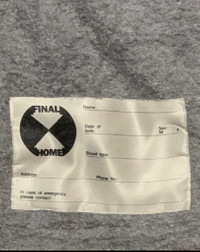 FINAL
HOME
Name:
Date of
birth:
Sex:
M F
Blood type:
Address:
Phone No:
In case of emergency
please contact: